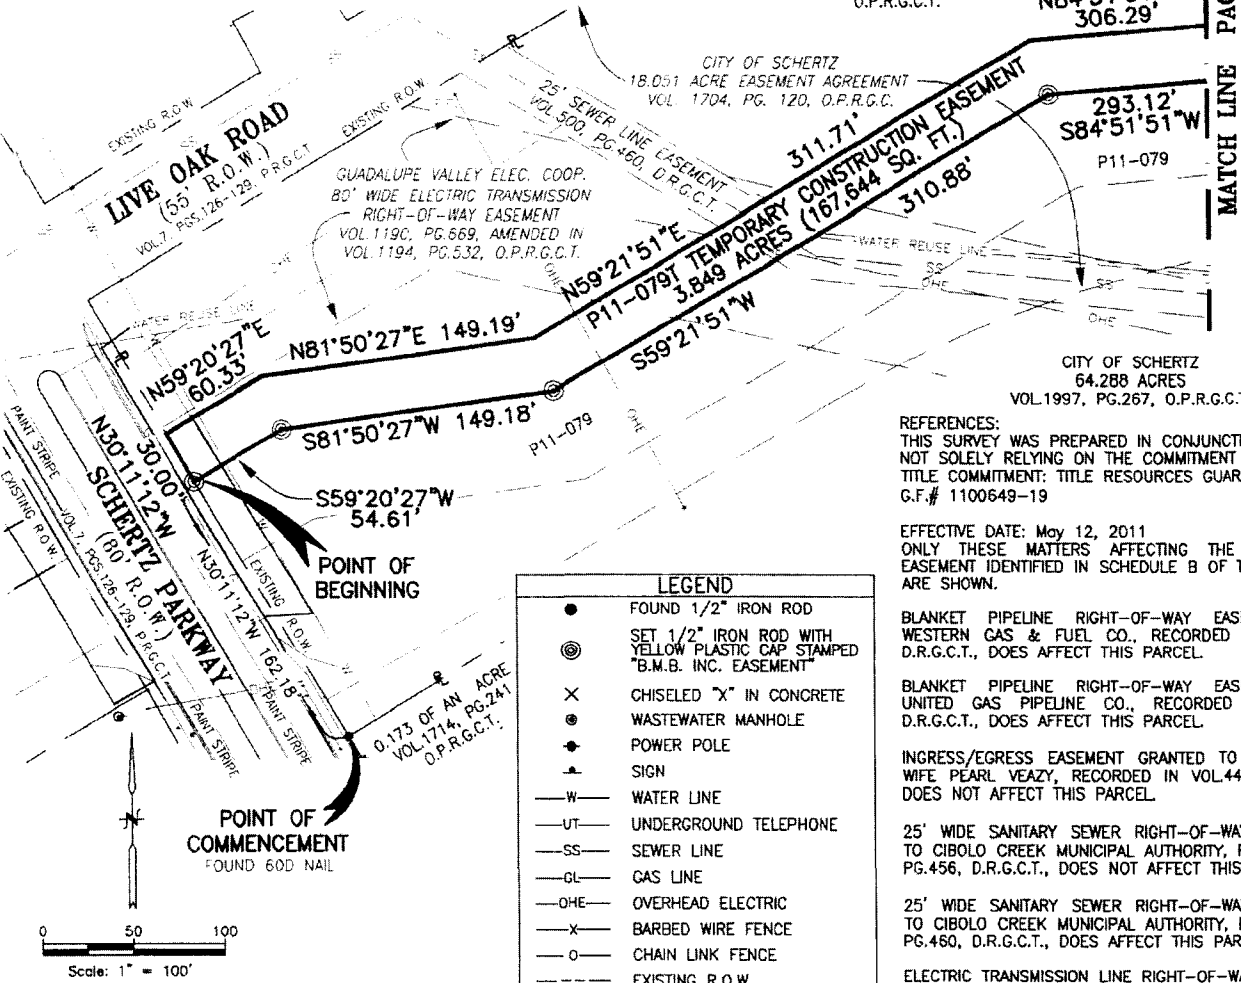 O.P.R.G.C.T.
306.29'
MATCH LINE
CITY OF SCHERTZ
18.051 ACRE EASEMENT AGREEMENT
VOL. 1704, PG. 120, O.P.R.G.C.
25' SEWER LINE EASEMENT
VOL.500, PG.460, D.R.G.C.T.
EXISTING R.O.W
EXISTING R.O.W
LIVE OAK ROAD
(55' R.O.W.)
VOL.7, PGS.126-129, P.R.G.C.T
GUADALUPE VALLEY ELEC. COOP.
80' WIDE ELECTRIC TRANSMISSION
RIGHT-OF-WAY EASEMENT
VOL.1190, PG.669, AMENDED IN
VOL.1194, PG.532, O.P.R.G.C.T.
311.71'
N59°21'51"E
P11-079T TEMPORARY CONSTRUCTION EASEMENT
3.849 ACRES (167,644 SQ. FT.)
310.88'
S59°21'51"W
293.12'
S84°51'51"W
P11-079
WATER REUSE LINE
SS
OHE
SS
OHE
OHE
OHE
OHE
WATER REUSE LINE
N59°20'27"E
60.33'
N81°50'27"E 149.19'
S81°50'27"W 149.18'
P11-079
S59°20'27"W
54.61'
30.00'
N30°11'12"W
SCHERTZ PARKWAY
(80' R.O.W.)
VOL.7, PGS.126-129, P.R.G.C.T.
PAINT STRIPE
EXISTING R.O.W.
N30°11'12"W 162.18'
EXISTING
R.O.W
PAINT STRIPE
PAINT STRIPE
POINT OF
BEGINNING
0.173 OF AN ACRE
VOL.1714, PG.241
O.P.R.G.C.T.
POINT OF
COMMENCEMENT
FOUND 60D NAIL
N
0 50 100
Scale: 1" = 100'
LEGEND
FOUND 1/2" IRON ROD
SET 1/2" IRON ROD WITH
YELLOW PLASTIC CAP STAMPED
"B.M.B. INC. EASEMENT"
CHISELED "X" IN CONCRETE
WASTEWATER MANHOLE
POWER POLE
SIGN
W WATER LINE
UT UNDERGROUND TELEPHONE
SS SEWER LINE
GL GAS LINE
OHE OVERHEAD ELECTRIC
X BARBED WIRE FENCE
O CHAIN LINK FENCE
EXISTING R.O.W
CITY OF SCHERTZ
64.288 ACRES
VOL.1997, PG.267, O.P.R.G.C.T
REFERENCES:
THIS SURVEY WAS PREPARED IN CONJUNCTI
NOT SOLELY RELYING ON THE COMMITMENT
TITLE COMMITMENT: TITLE RESOURCES GUAR
G.F.# 1100649-19
EFFECTIVE DATE: May 12, 2011
ONLY THESE MATTERS AFFECTING THE
EASEMENT IDENTIFIED IN SCHEDULE B OF T
ARE SHOWN.
BLANKET PIPELINE RIGHT-OF-WAY EAS
WESTERN GAS & FUEL CO., RECORDED
D.R.G.C.T., DOES AFFECT THIS PARCEL.
BLANKET PIPELINE RIGHT-OF-WAY EAS
UNITED GAS PIPELINE CO., RECORDED
D.R.G.C.T., DOES AFFECT THIS PARCEL.
INGRESS/EGRESS EASEMENT GRANTED TO
WIFE PEARL VEAZY, RECORDED IN VOL.44
DOES NOT AFFECT THIS PARCEL.
25' WIDE SANITARY SEWER RIGHT-OF-WA
TO CIBOLO CREEK MUNICIPAL AUTHORITY,
PG.456, D.R.G.C.T., DOES NOT AFFECT THIS
25' WIDE SANITARY SEWER RIGHT-OF-WA
TO CIBOLO CREEK MUNICIPAL AUTHORITY,
PG.460, D.R.G.C.T., DOES AFFECT THIS PAR
ELECTRIC TRANSMISSION LINE RIGHT-OF-WA